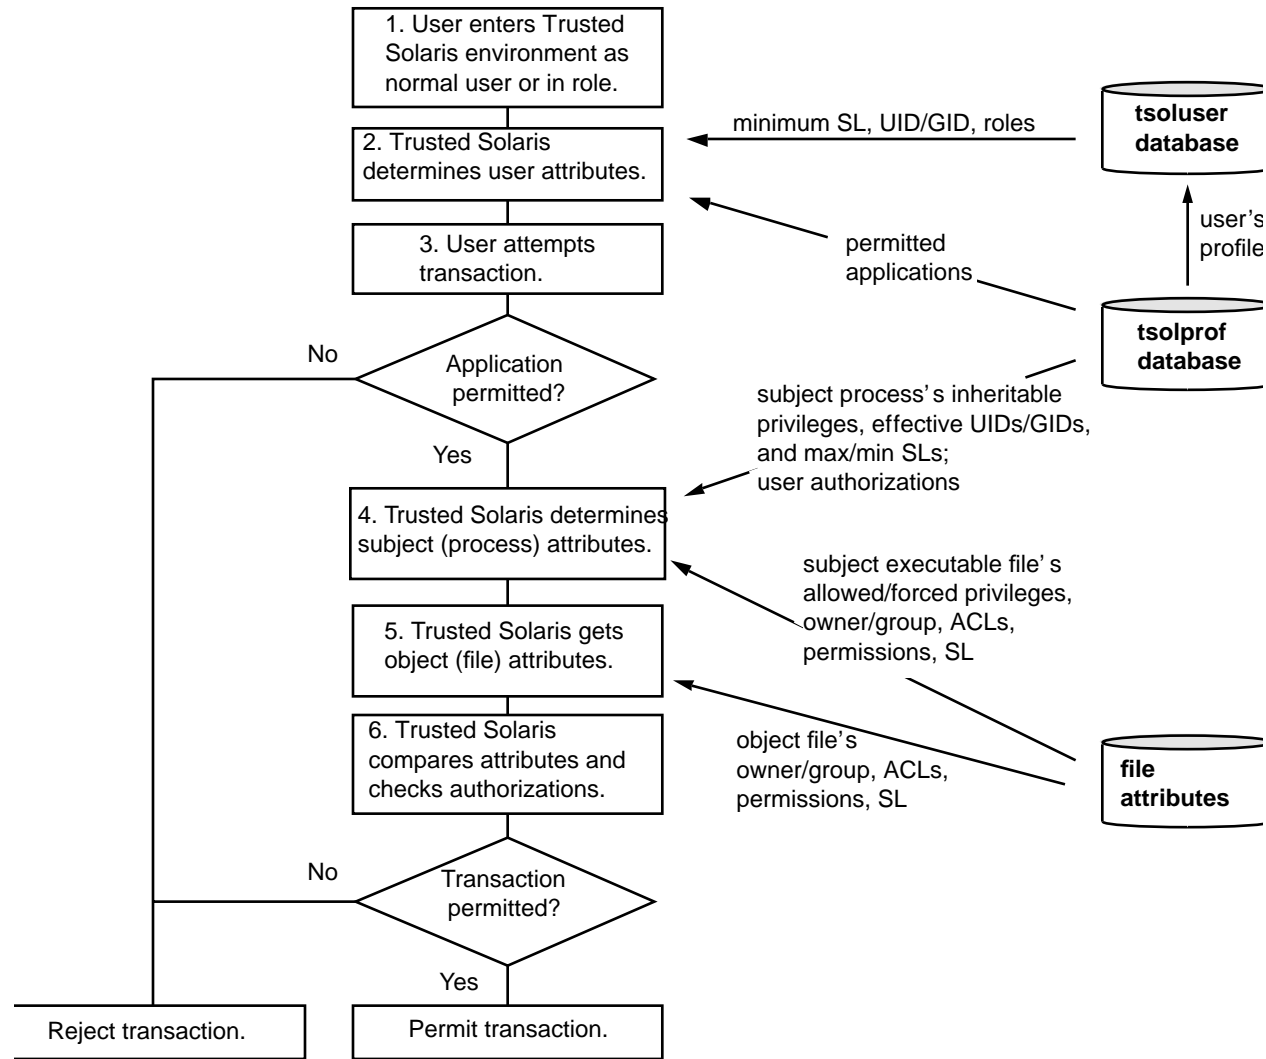 1. User enters Trusted
Solaris environment as
normal user or in role.
minimum SL, UID/GID, roles
tsoluser
database
2. Trusted Solaris
determines user attributes.
user's
profile
3. User attempts
transaction.
permitted
applications
tsolprof
database
No
Application
permitted?
Yes
subject process's inheritable
privileges, effective UIDs/GIDs,
and max/min SLs;
user authorizations
4. Trusted Solaris determines
subject (process) attributes.
subject executable file's
allowed/forced privileges,
owner/group, ACLs,
permissions, SL
5. Trusted Solaris gets
object (file) attributes.
6. Trusted Solaris
compares attributes and
checks authorizations.
object file's
owner/group, ACLs,
permissions, SL
file
attributes
No
Transaction
permitted?
Yes
Reject transaction.
Permit transaction.